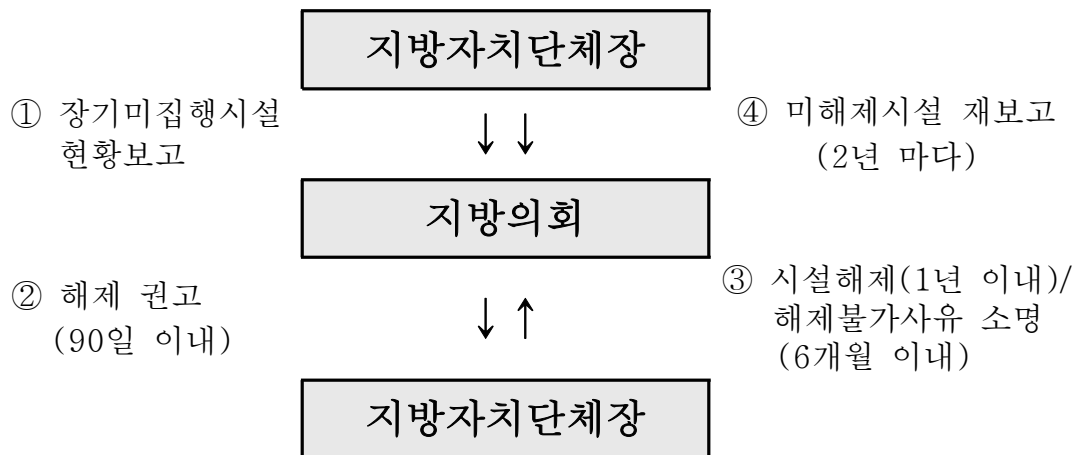 지방자치단체장
① 장기미집행시설
현황보고
↓ ↓
④ 미해제시설 재보고
(2년 마다)
지방의회
② 해제 권고
(90일 이내)
↓ ↑
③ 시설해제(1년 이내)/
해제불가사유 소명
(6개월 이내)
지방자치단체장